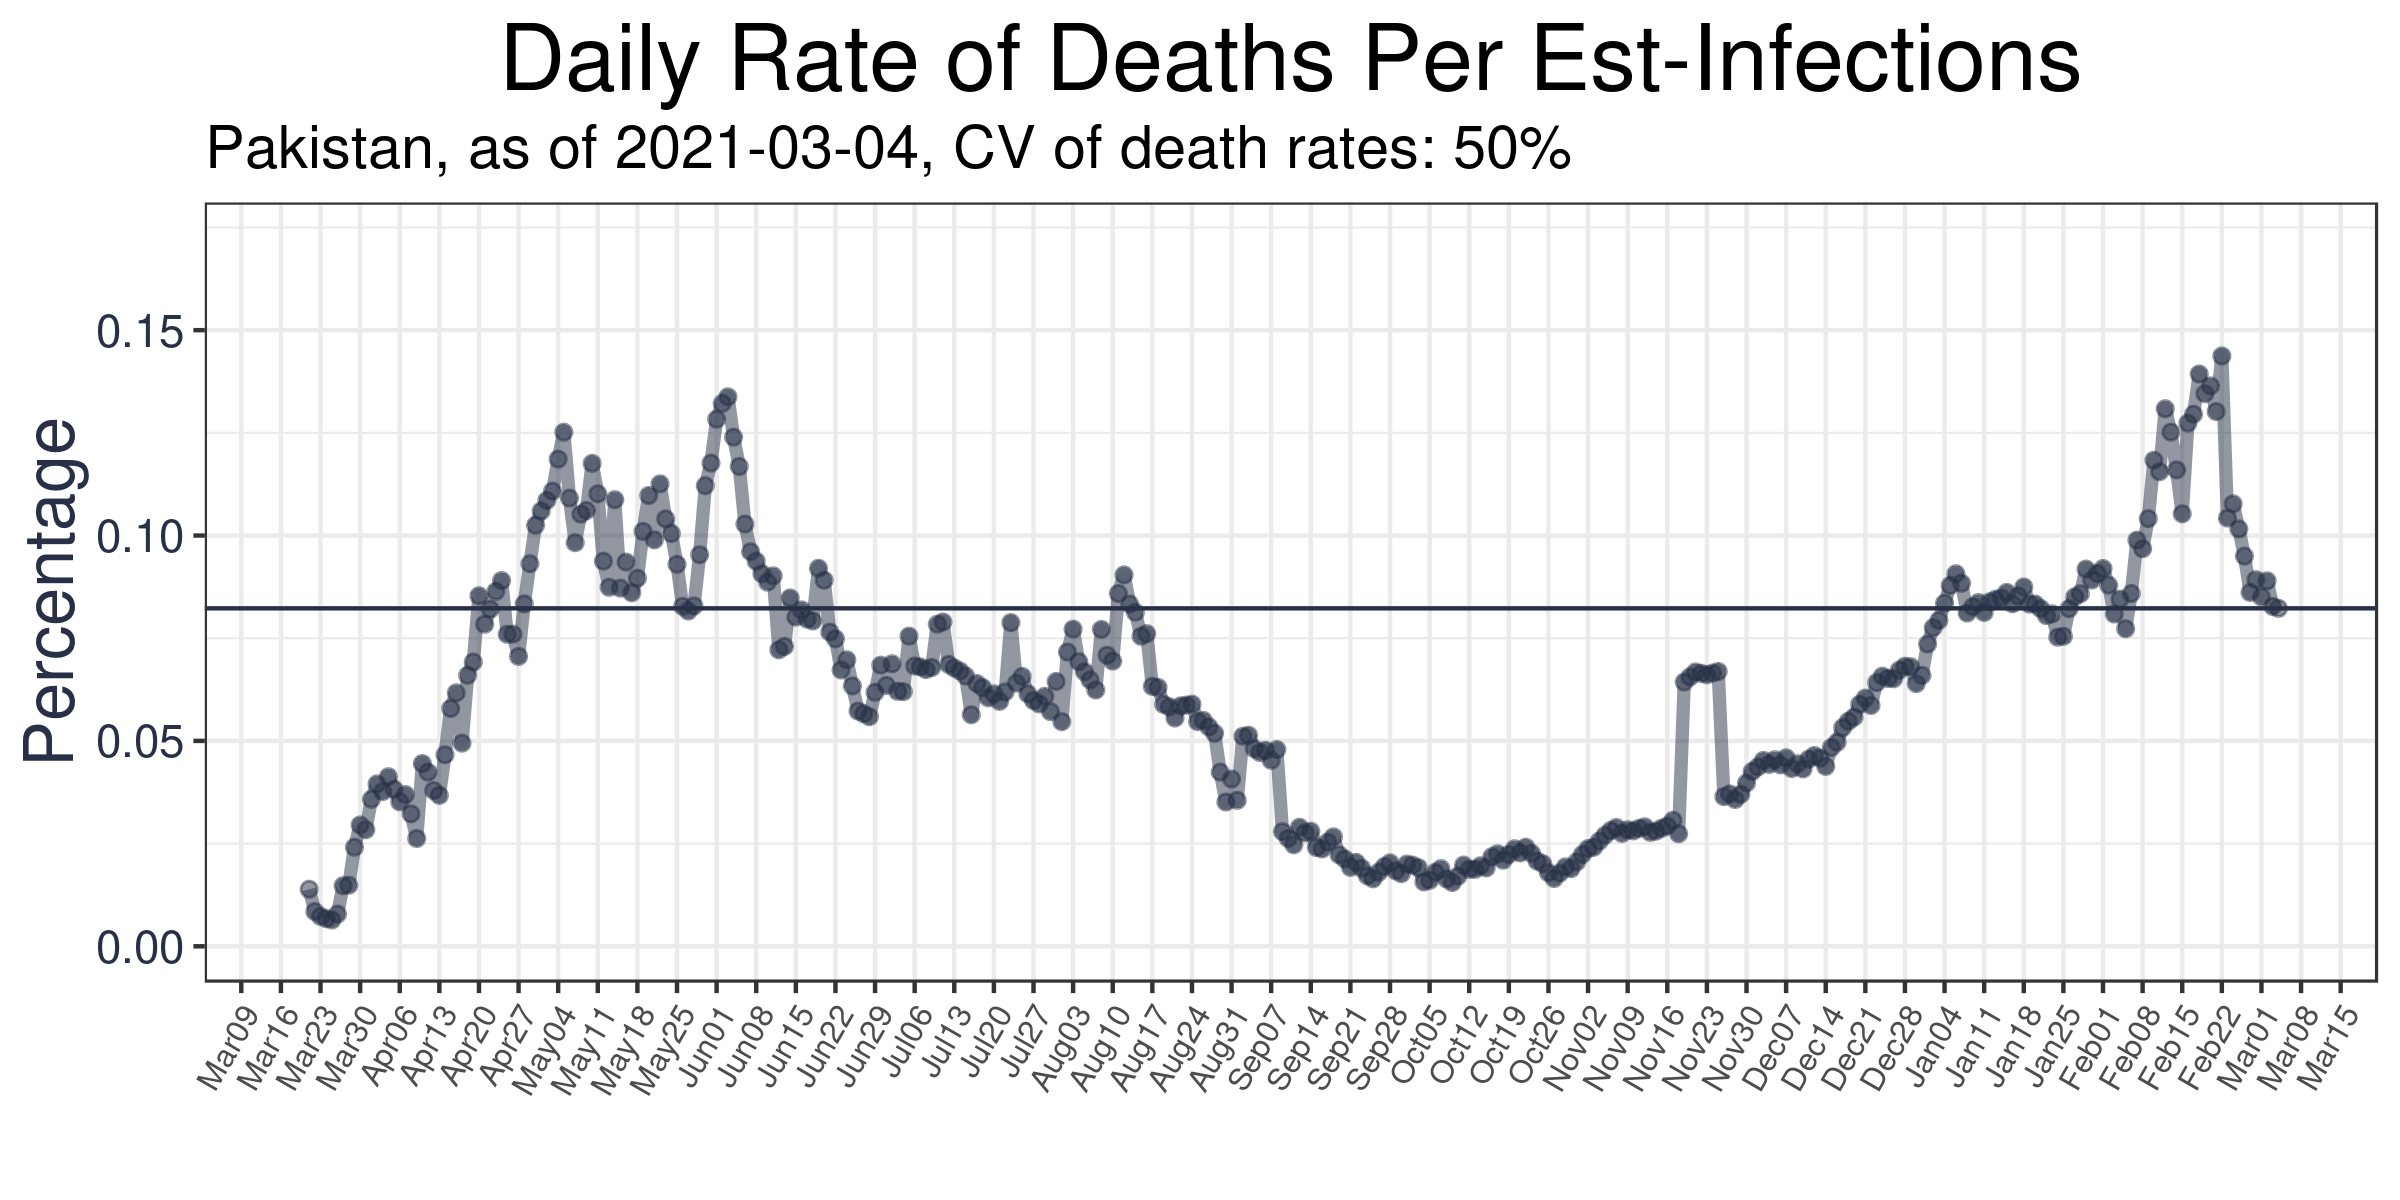 Daily Rate of Deaths Per Est-Infections
Pakistan, as of 2021-03-04, CV of death rates: 50%
Percentage
0.15
0.10
0.05
0.00
Mar09
Mar16
Mar23
Mar30
Apr06
Apr13
Apr20
Apr27
May04
May11
May18
May25
Jun01
Jun08
Jun15
Jun22
Jun29
Jul06
Jul13
Jul20
Jul27
Aug03
Aug10
Aug17
Aug24
Aug31
Sep07
Sep14
Sep21
Sep28
Oct05
Oct12
Oct19
Oct26
Nov02
Nov09
Nov16
Nov23
Nov30
Dec07
Dec14
Dec21
Dec28
Jan04
Jan11
Jan18
Jan25
Feb01
Feb08
Feb15
Feb22
Mar01
Mar08
Mar15